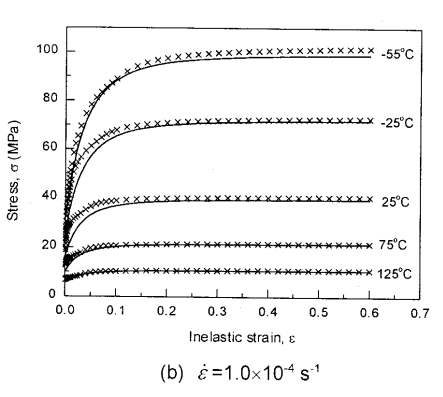 100
80
60
40
20
0
Stress, σ (MPa)
-55°C
-25°C
25°C
75°C
125°C
0.0 0.1 0.2 0.3 0.4 0.5 0.6 0.7
Inelastic strain, ε
(b) ε̇ =1.0×10⁻⁴ s⁻¹